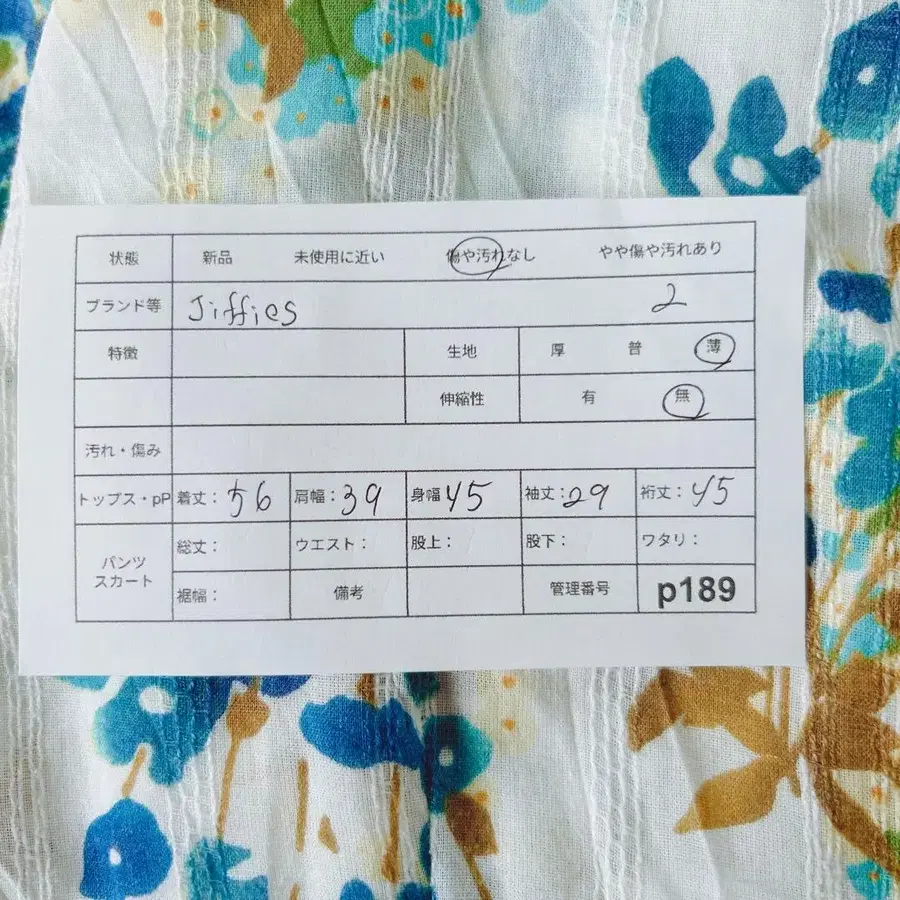 状態 新品 未使用に近い 傷や汚れなし やや傷や汚れあり
ブランド等 Jiffies 2
特徴 生地 厚 普 薄
伸縮性 有 無
汚れ・傷み
トップス・pP 着丈：56 肩幅：39 身幅 45 袖丈：29 裄丈：45
パンツ スカート 総丈： ウエスト： 股上： 股下： ワタリ：
裾幅： 備考 管理番号 p189